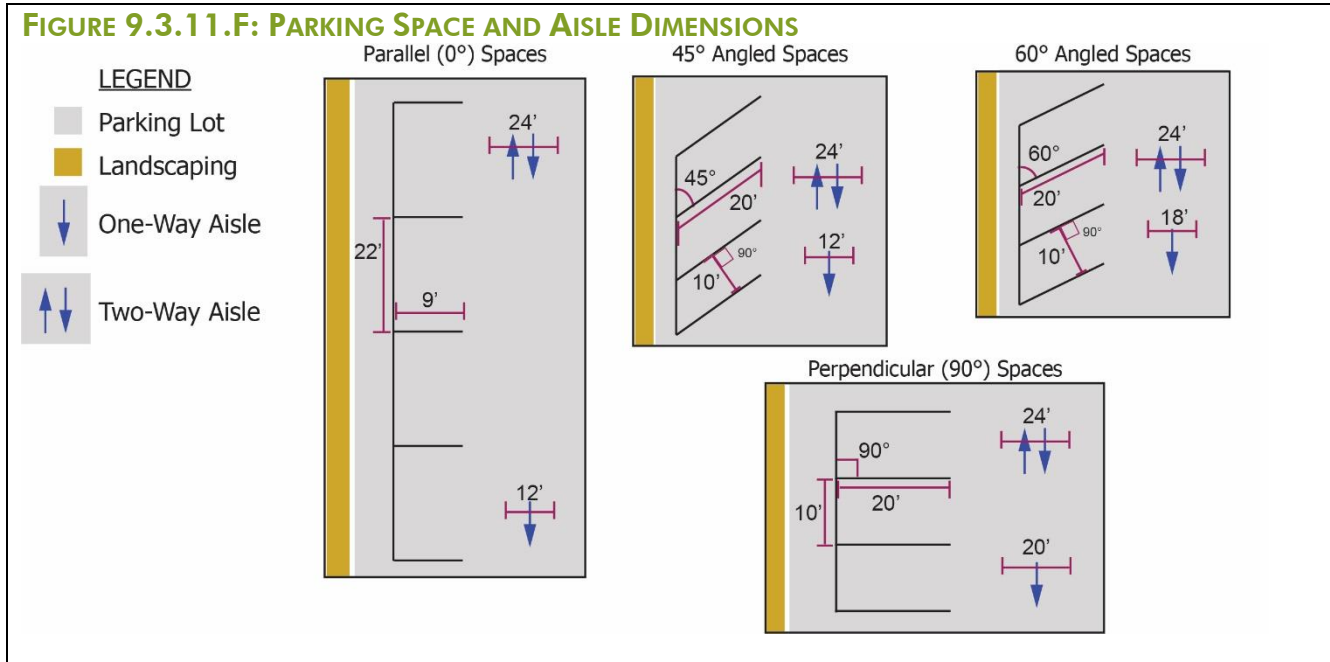 FIGURE 9.3.11.F: PARKING SPACE AND AISLE DIMENSIONS
LEGEND
Parking Lot
Landscaping
One-Way Aisle
Two-Way Aisle
Parallel (0°) Spaces
24’
22’
9’
12’
45° Angled Spaces
45°
24’
20’
12’
90°
10’
60° Angled Spaces
60°
24’
20’
18’
90°
10’
Perpendicular (90°) Spaces
24’
90°
20’
10’
20’